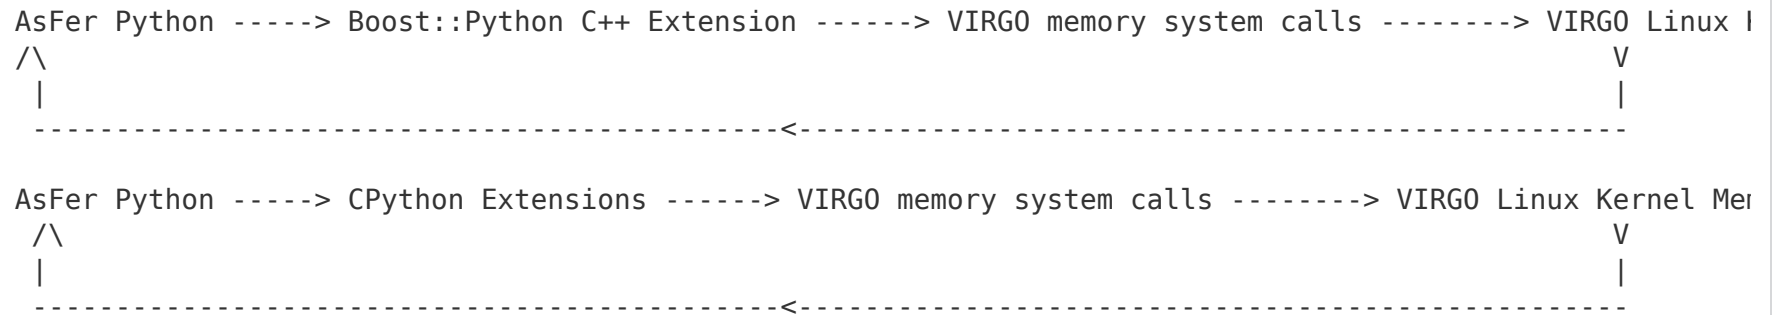 AsFer Python -----> Boost::Python C++ Extension ------> VIRGO memory system calls --------> VIRGO Linux
/\                                                                                               V
 |                                                                                               |
 ---------------------------------------------<--------------------------------------------------
AsFer Python -----> CPython Extensions ------> VIRGO memory system calls --------> VIRGO Linux Kernel
 /\                                                                                              V
 |                                                                                               |
 ---------------------------------------------<--------------------------------------------------